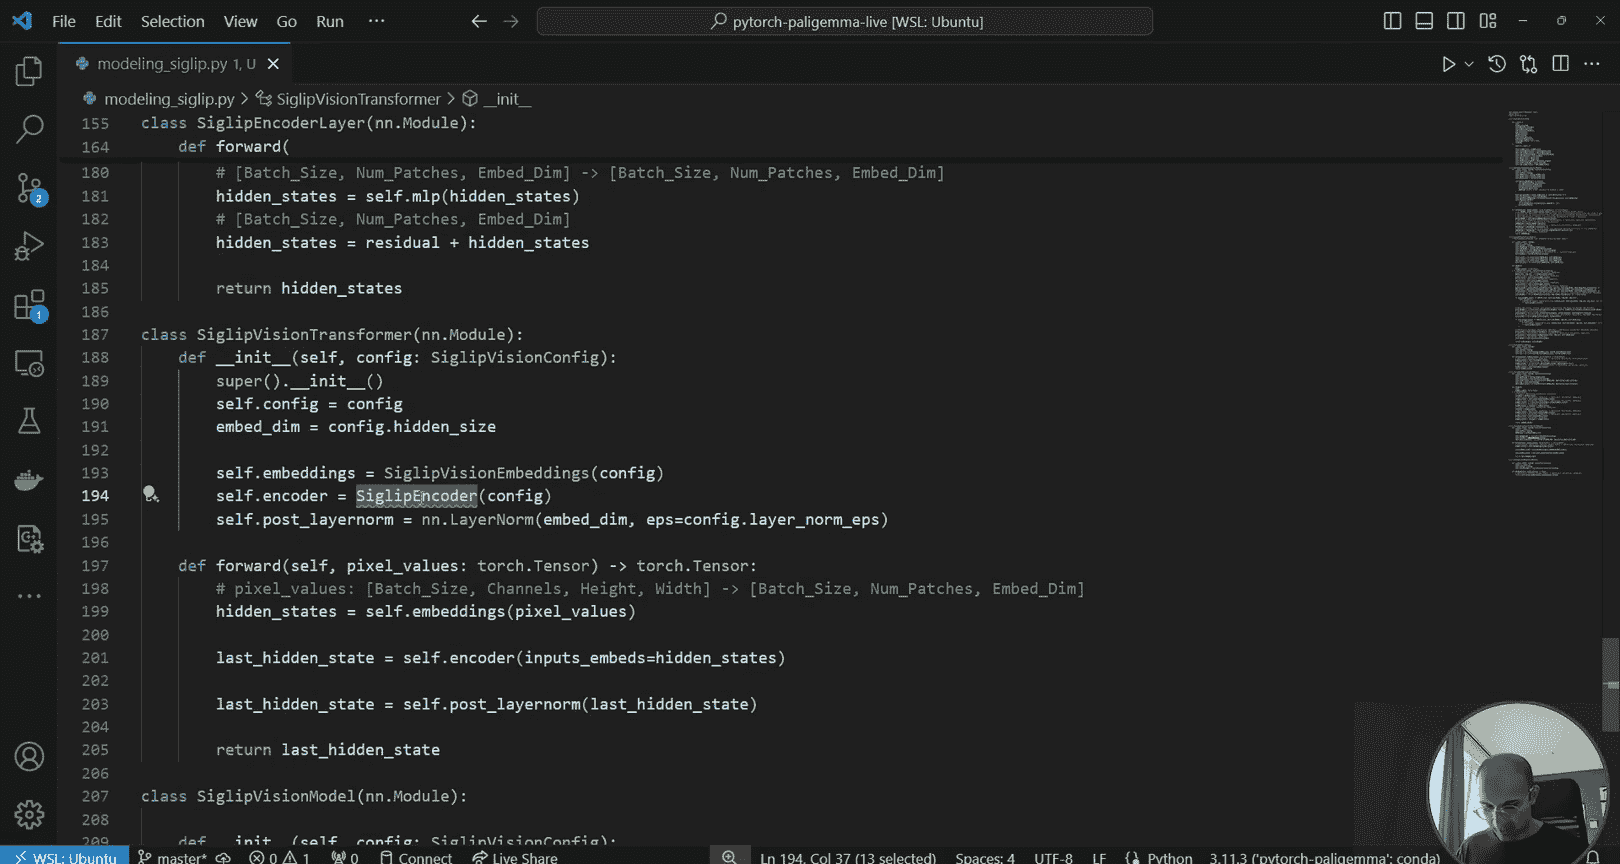 File Edit Selection View Go Run ··· pytorch-paligemma-live [WSL: Ubuntu]
modeling_siglip.py 1, U
modeling_siglip.py > SiglipVisionTransformer > __init__
155 class SiglipEncoderLayer(nn.Module):
164 def forward(
180 # [Batch_Size, Num_Patches, Embed_Dim] -> [Batch_Size, Num_Patches, Embed_Dim]
181 hidden_states = self.mlp(hidden_states)
182 # [Batch_Size, Num_Patches, Embed_Dim]
183 hidden_states = residual + hidden_states
184
185 return hidden_states
186
187 class SiglipVisionTransformer(nn.Module):
188 def __init__(self, config: SiglipVisionConfig):
189 super().__init__()
190 self.config = config
191 embed_dim = config.hidden_size
192
193 self.embeddings = SiglipVisionEmbeddings(config)
194 self.encoder = SiglipEncoder(config)
195 self.post_layernorm = nn.LayerNorm(embed_dim, eps=config.layer_norm_eps)
196
197 def forward(self, pixel_values: torch.Tensor) -> torch.Tensor:
198 # pixel_values: [Batch_Size, Channels, Height, Width] -> [Batch_Size, Num_Patches, Embed_Dim]
199 hidden_states = self.embeddings(pixel_values)
200
201 last_hidden_state = self.encoder(inputs_embeds=hidden_states)
202
203 last_hidden_state = self.post_layernorm(last_hidden_state)
204
205 return last_hidden_state
206
207 class SiglipVisionModel(nn.Module):
208
209 def __init__(self, config: SiglipVisionConfig):
2
1
WSL: Ubuntu master* 0 1 0 Connect Live Share Ln 194, Col 37 (13 selected) Spaces: 4 UTF-8 LF Python 3.11.3 ('pytorch-paligemma': conda)